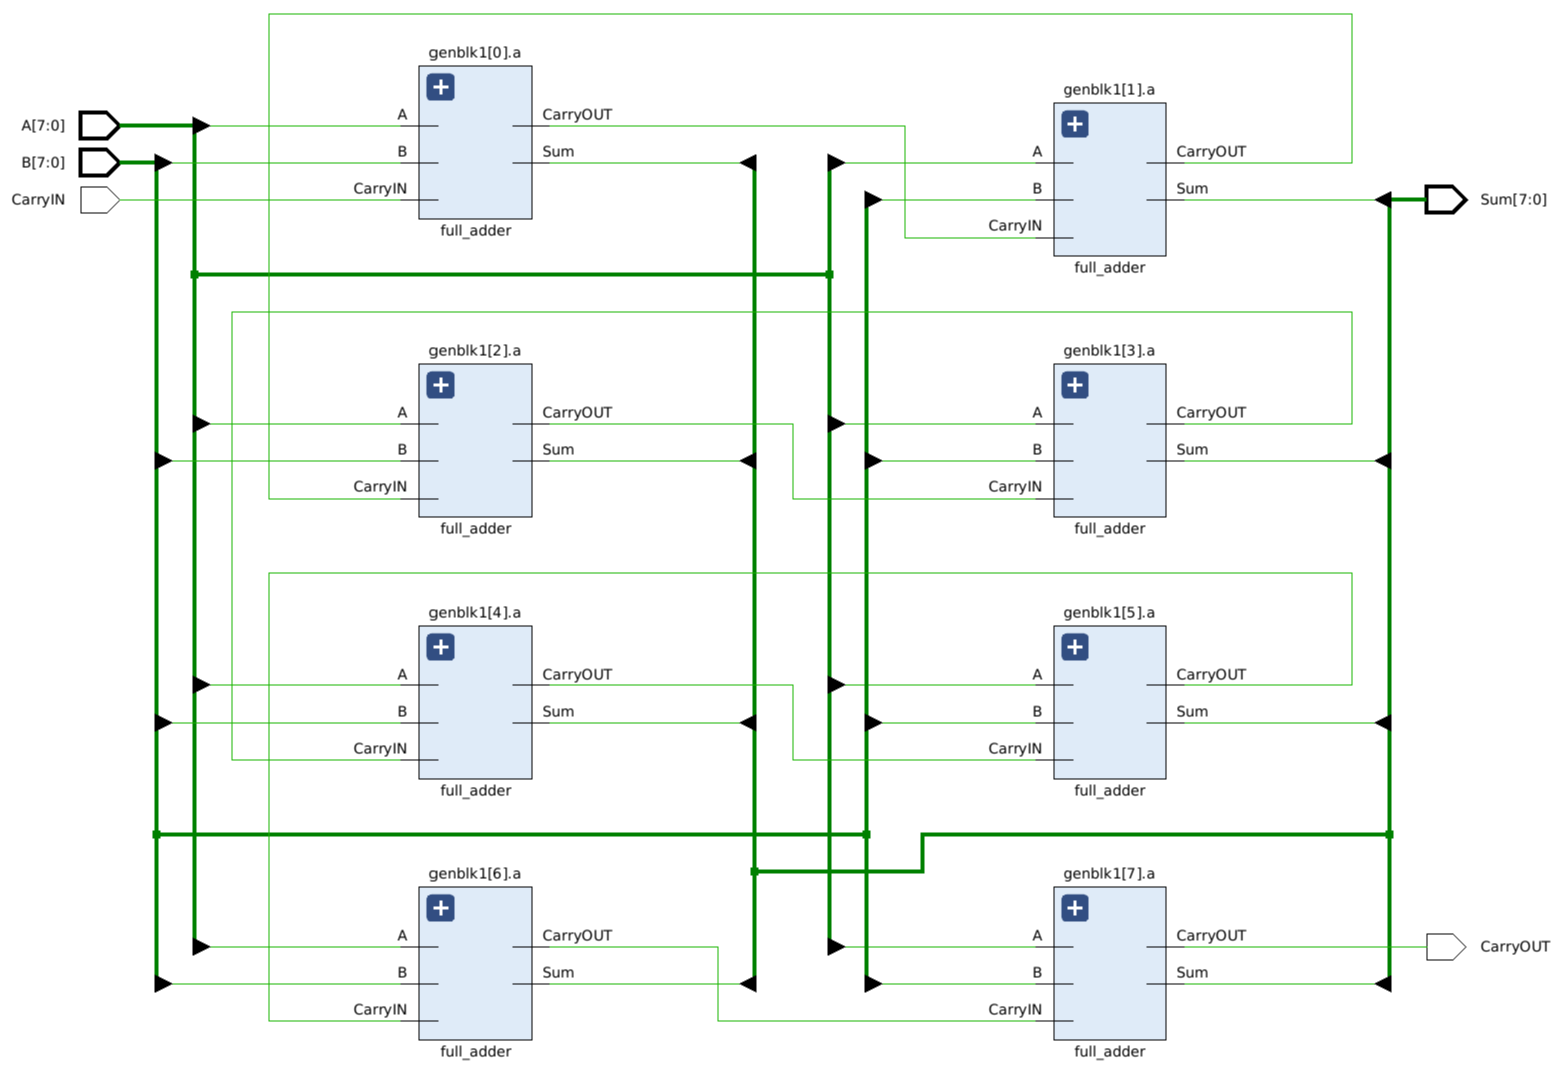 genblk1[0].a
genblk1[1].a
A[7:0]
A
CarryOUT
B[7:0]
B
Sum
A
CarryOUT
CarryIN
CarryIN
B
Sum
Sum[7:0]
full_adder
CarryIN
full_adder
genblk1[2].a
genblk1[3].a
A
CarryOUT
A
CarryOUT
B
Sum
B
Sum
CarryIN
CarryIN
full_adder
full_adder
genblk1[4].a
genblk1[5].a
A
CarryOUT
A
CarryOUT
B
Sum
B
Sum
CarryIN
CarryIN
full_adder
full_adder
genblk1[6].a
genblk1[7].a
A
CarryOUT
A
CarryOUT
CarryOUT
B
Sum
B
Sum
CarryIN
CarryIN
full_adder
full_adder